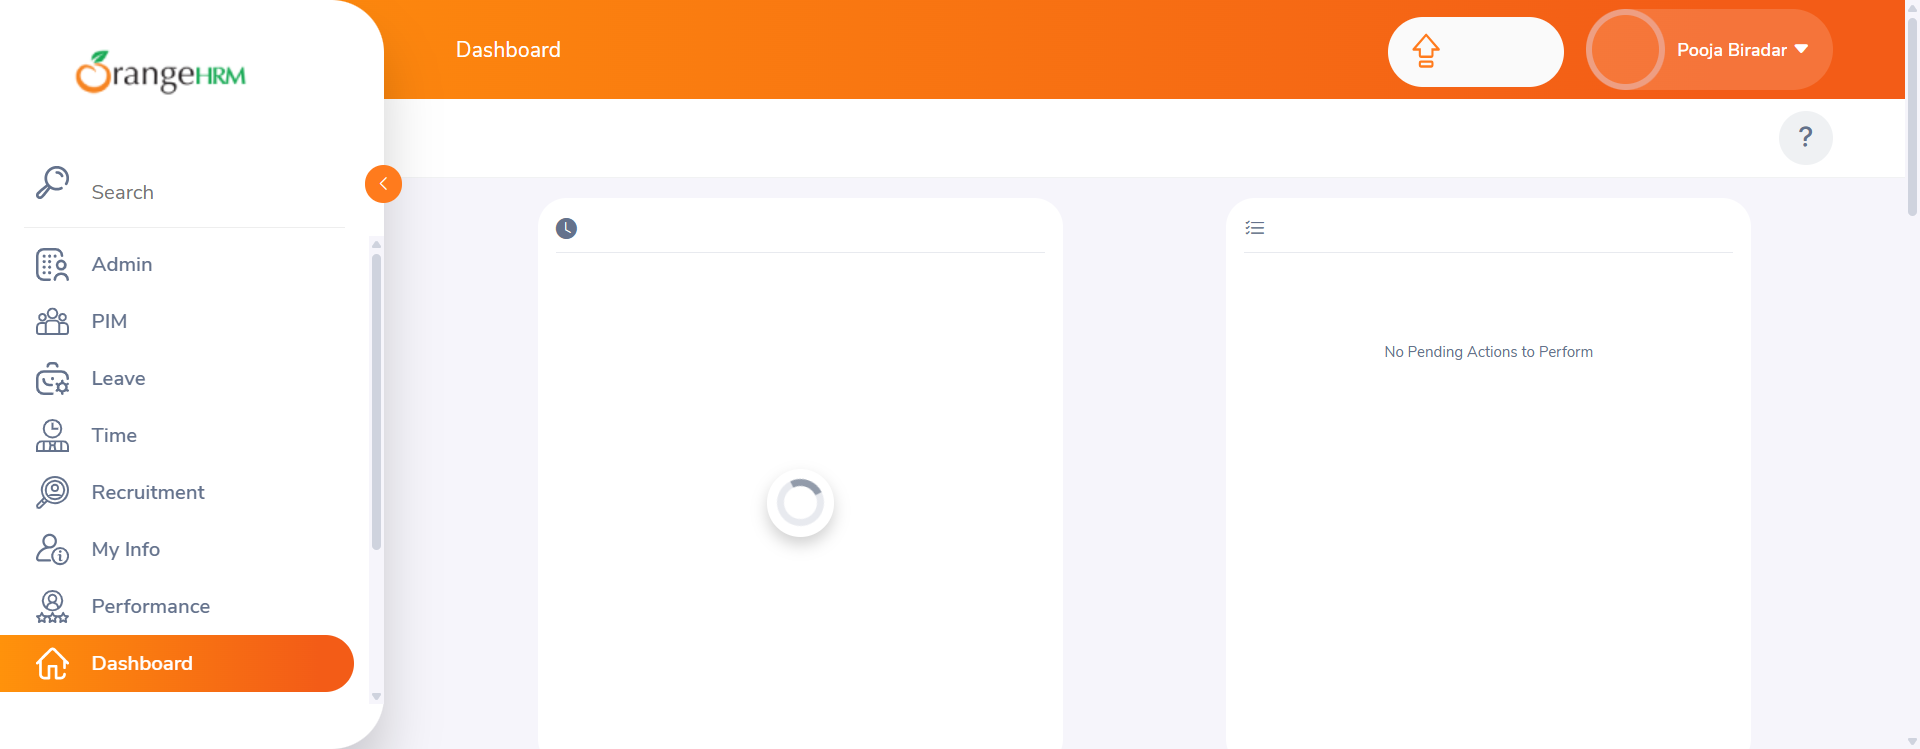 OrangeHRM
Dashboard
Pooja Biradar
?
Search
Admin
PIM
Leave
Time
Recruitment
My Info
Performance
Dashboard
No Pending Actions to Perform